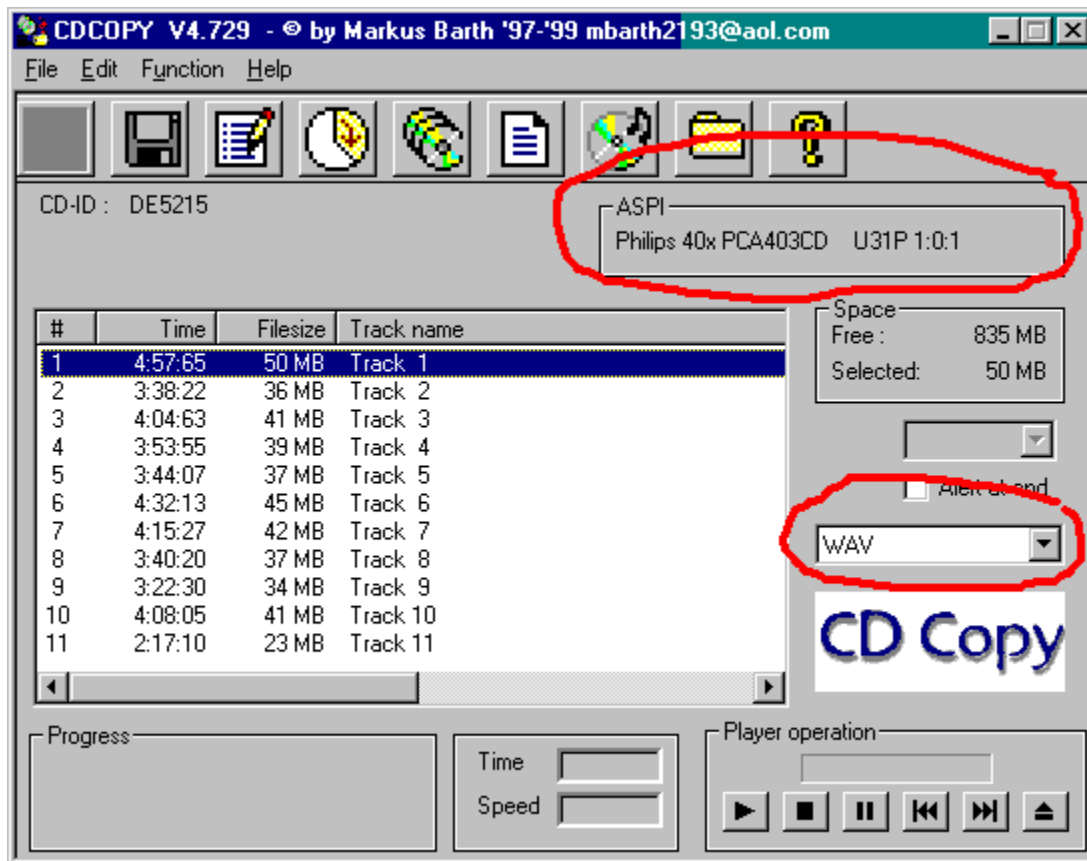 CDCOPY V4.729 - © by Markus Barth '97-'99 mbarth2193@aol.com
File Edit Function Help
CD-ID : DE5215
ASPI
Philips 40x PCA403CD U31P 1:0:1
# Time Filesize Track name
1 4:57:65 50 MB Track 1
2 3:38:22 36 MB Track 2
3 4:04:63 41 MB Track 3
4 3:53:55 39 MB Track 4
5 3:44:07 37 MB Track 5
6 4:32:13 45 MB Track 6
7 4:15:27 42 MB Track 7
8 3:40:20 37 MB Track 8
9 3:22:30 34 MB Track 9
10 4:08:05 41 MB Track 10
11 2:17:10 23 MB Track 11
Space
Free : 835 MB
Selected: 50 MB
Alert at end
WAV
CD Copy
Progress
Time
Speed
Player operation